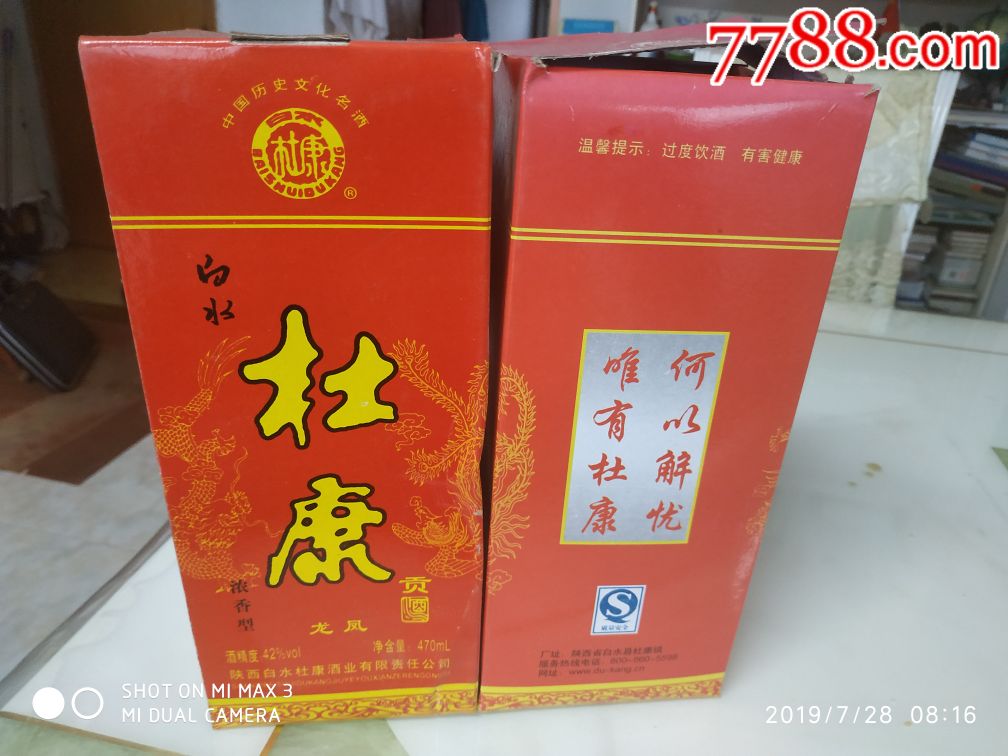 7788.com
中国历史文化名酒
白水
杜康
BAISHUIDUKANG
®
白水
杜康
浓香型
贡酒
龙凤
酒精度 42%vol
净含量: 470mL
陕西白水杜康酒业有限责任公司
温馨提示: 过度饮酒 有害健康
何以解忧
唯有杜康
质量安全
厂址: 陕西省白水县杜康镇
服务热线电话: 800-860-5598
网址: www.du-kang.cn
SHOT ON MI MAX 3
MI DUAL CAMERA
2019/7/28 08:16